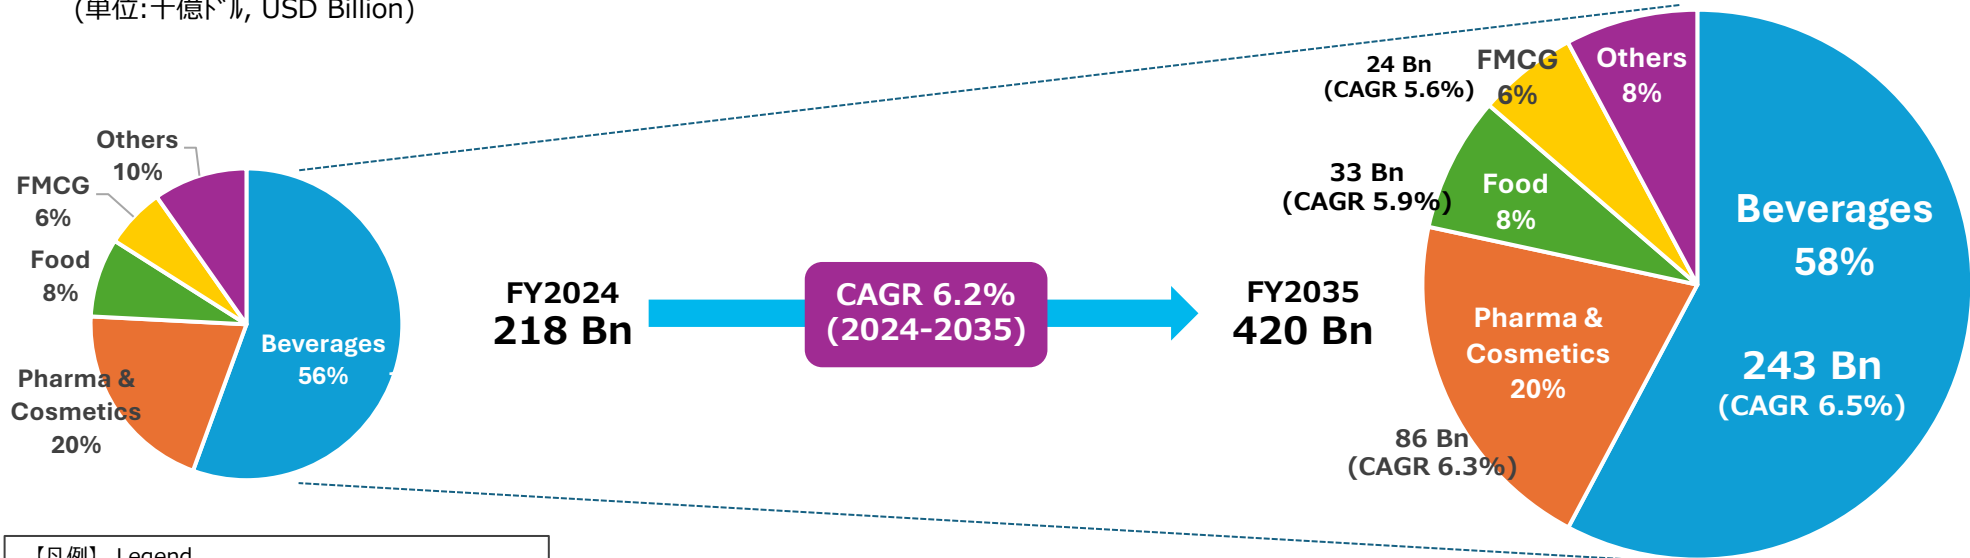 (単位:十億ﾄﾞﾙ, USD Billion)
Others
10%
FMCG
6%
Food
8%
Pharma &
Cosmetics
20%
Beverages
56%
FY2024
218 Bn
CAGR 6.2%
(2024-2035)
FY2035
420 Bn
24 Bn
(CAGR 5.6%)
FMCG
6%
Others
8%
33 Bn
(CAGR 5.9%)
Food
8%
Beverages
58%
243 Bn
(CAGR 6.5%)
Pharma &
Cosmetics
20%
86 Bn
(CAGR 6.3%)
【凡例】 Legend